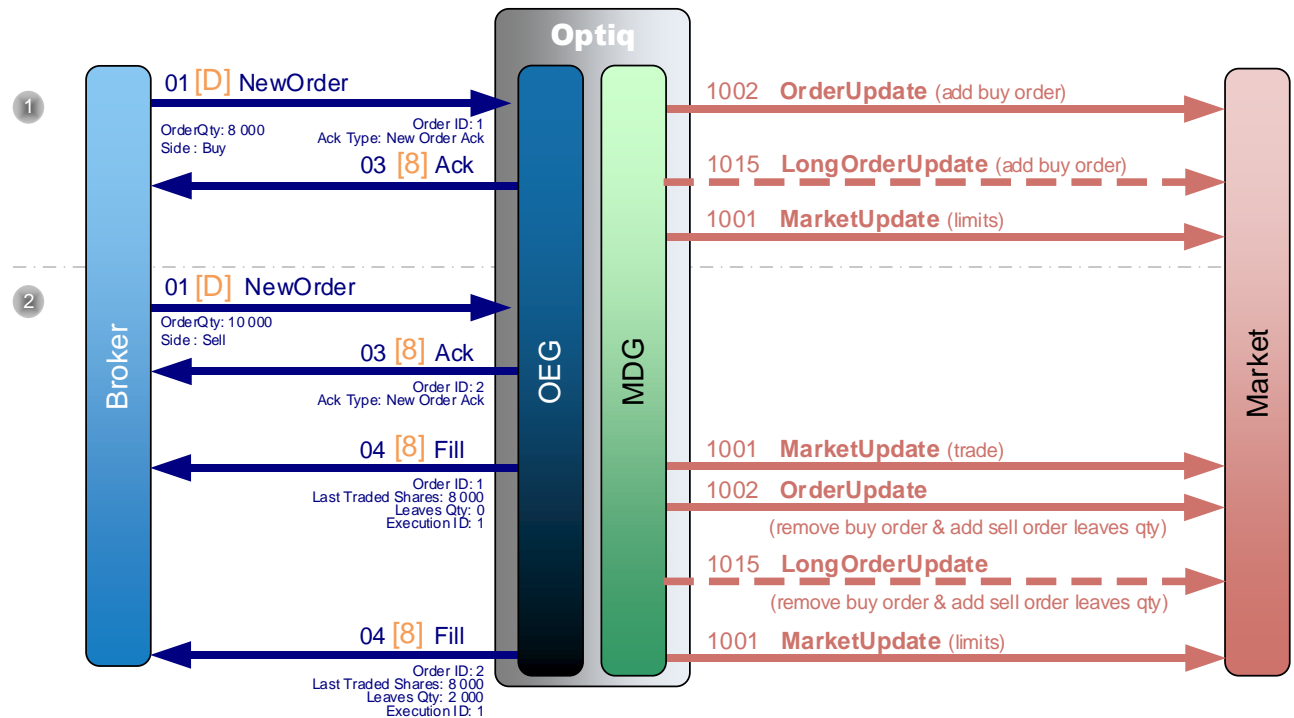 Optiq
1
01 [D] NewOrder
OrderQty: 8 000
Side : Buy
Order ID: 1
Ack Type: New Order Ack
03 [8] Ack
1002 OrderUpdate (add buy order)
1015 LongOrderUpdate (add buy order)
1001 MarketUpdate (limits)
2
01 [D] NewOrder
OrderQty: 10 000
Side : Sell
03 [8] Ack
Order ID: 2
Ack Type: New Order Ack
04 [8] Fill
Order ID: 1
Last Traded Shares: 8 000
Leaves Qty: 0
Execution ID: 1
1001 MarketUpdate (trade)
1002 OrderUpdate
(remove buy order & add sell order leaves qty)
1015 LongOrderUpdate
(remove buy order & add sell order leaves qty)
04 [8] Fill
Order ID: 2
Last Traded Shares: 8 000
Leaves Qty: 2 000
Execution ID: 1
1001 MarketUpdate (limits)
Broker
OEG
MDG
Market